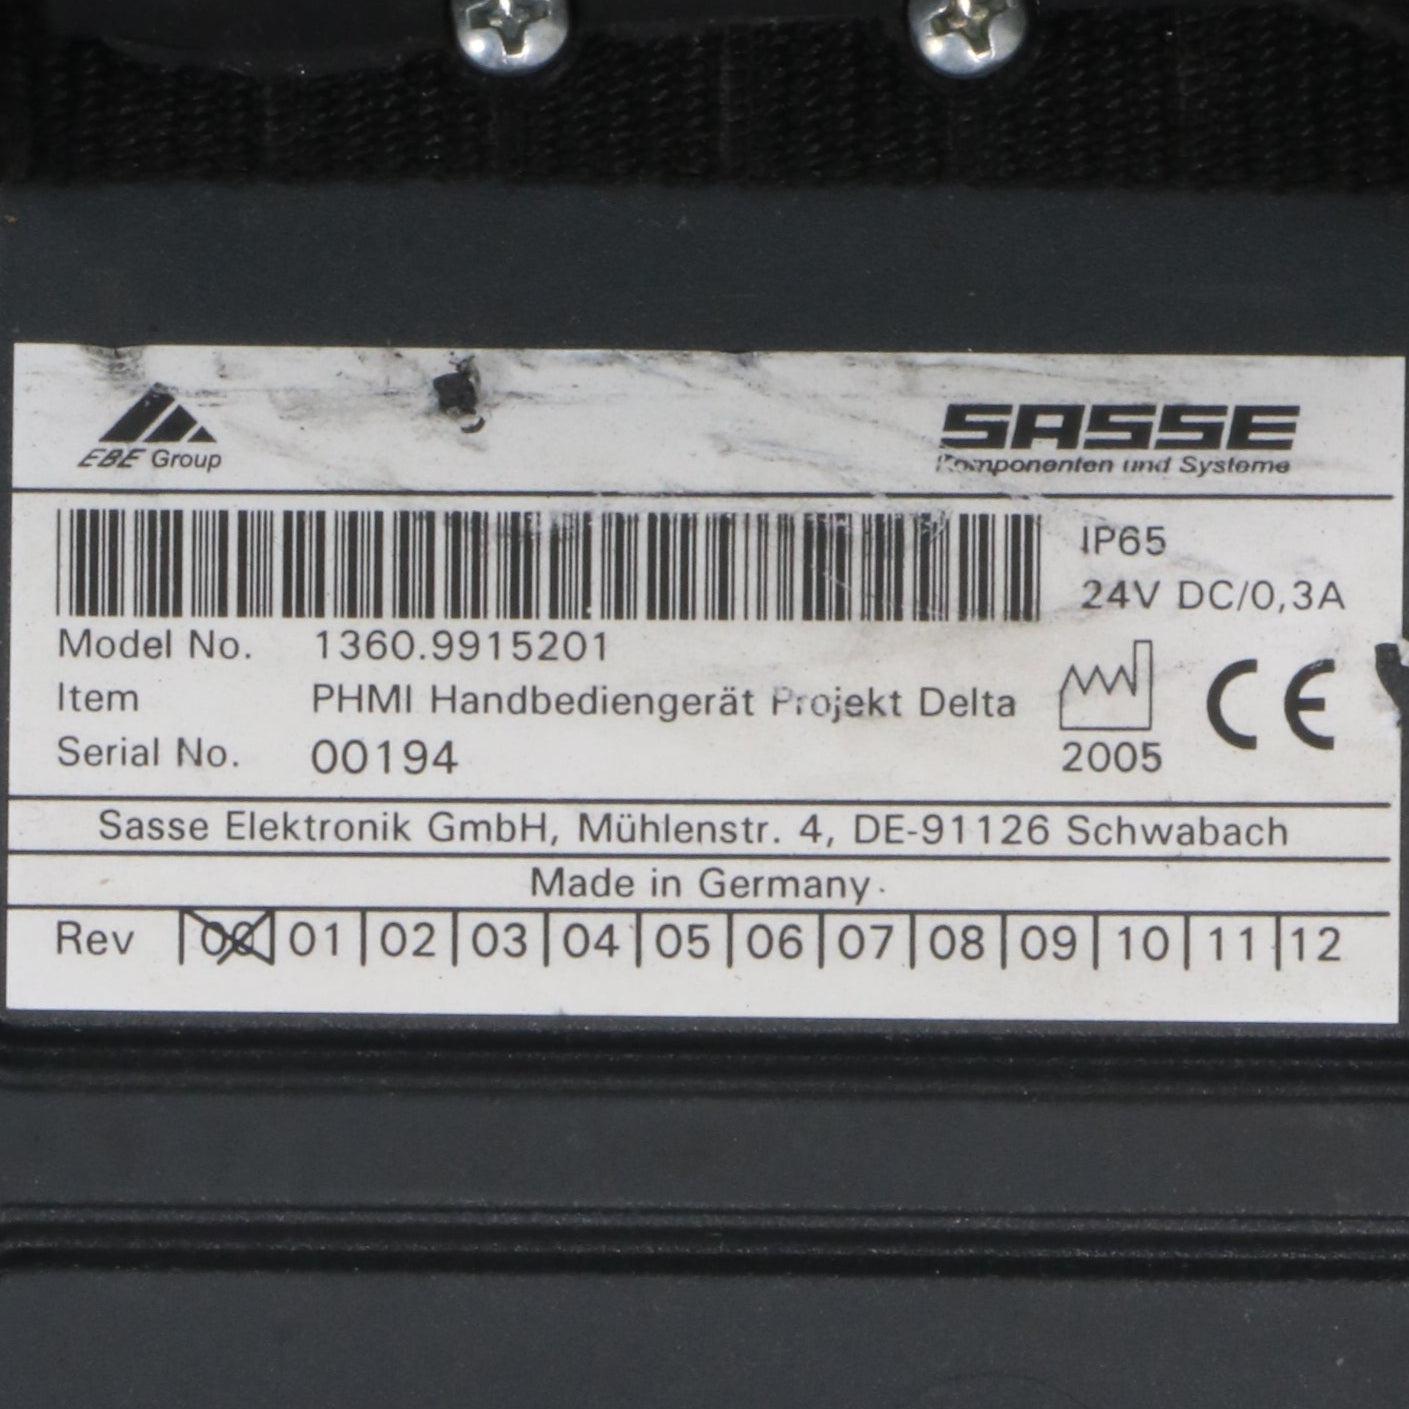 EBE Group
SASSE
Komponenten und Systeme
IP65
24V DC/0,3A
Model No. 1360.9915201
Item PHMI Handbediengerät Projekt Delta
Serial No. 00194
2005
CE
Sasse Elektronik GmbH, Mühlenstr. 4, DE-91126 Schwabach
Made in Germany
Rev 00 01 02 03 04 05 06 07 08 09 10 11 12